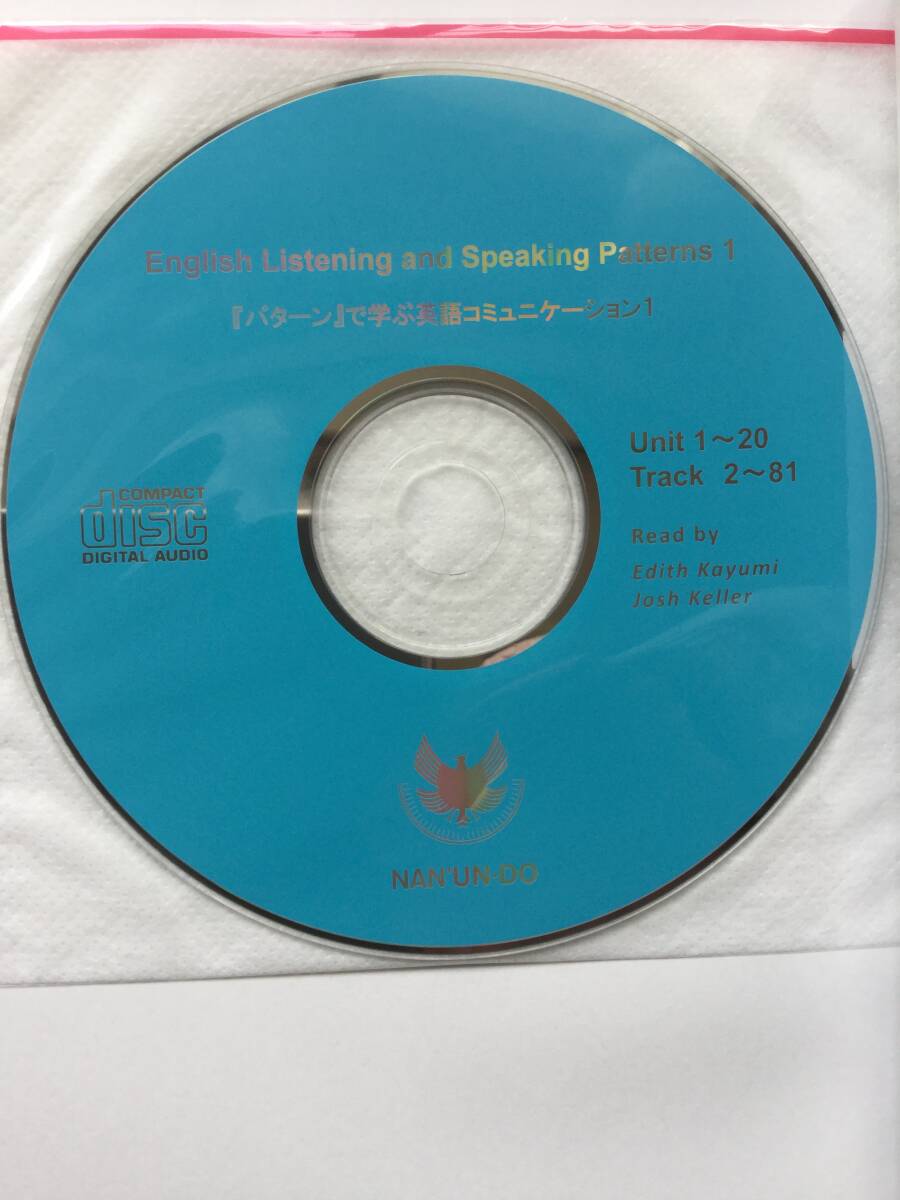 English Listening and Speaking Patterns 1
『パターン』で学ぶ英語コミュニケーション1
Unit 1～20
Track 2～81
Read by
Edith Kayumi
Josh Keller
COMPACT
disc
DIGITAL AUDIO
NAN'UN-DO